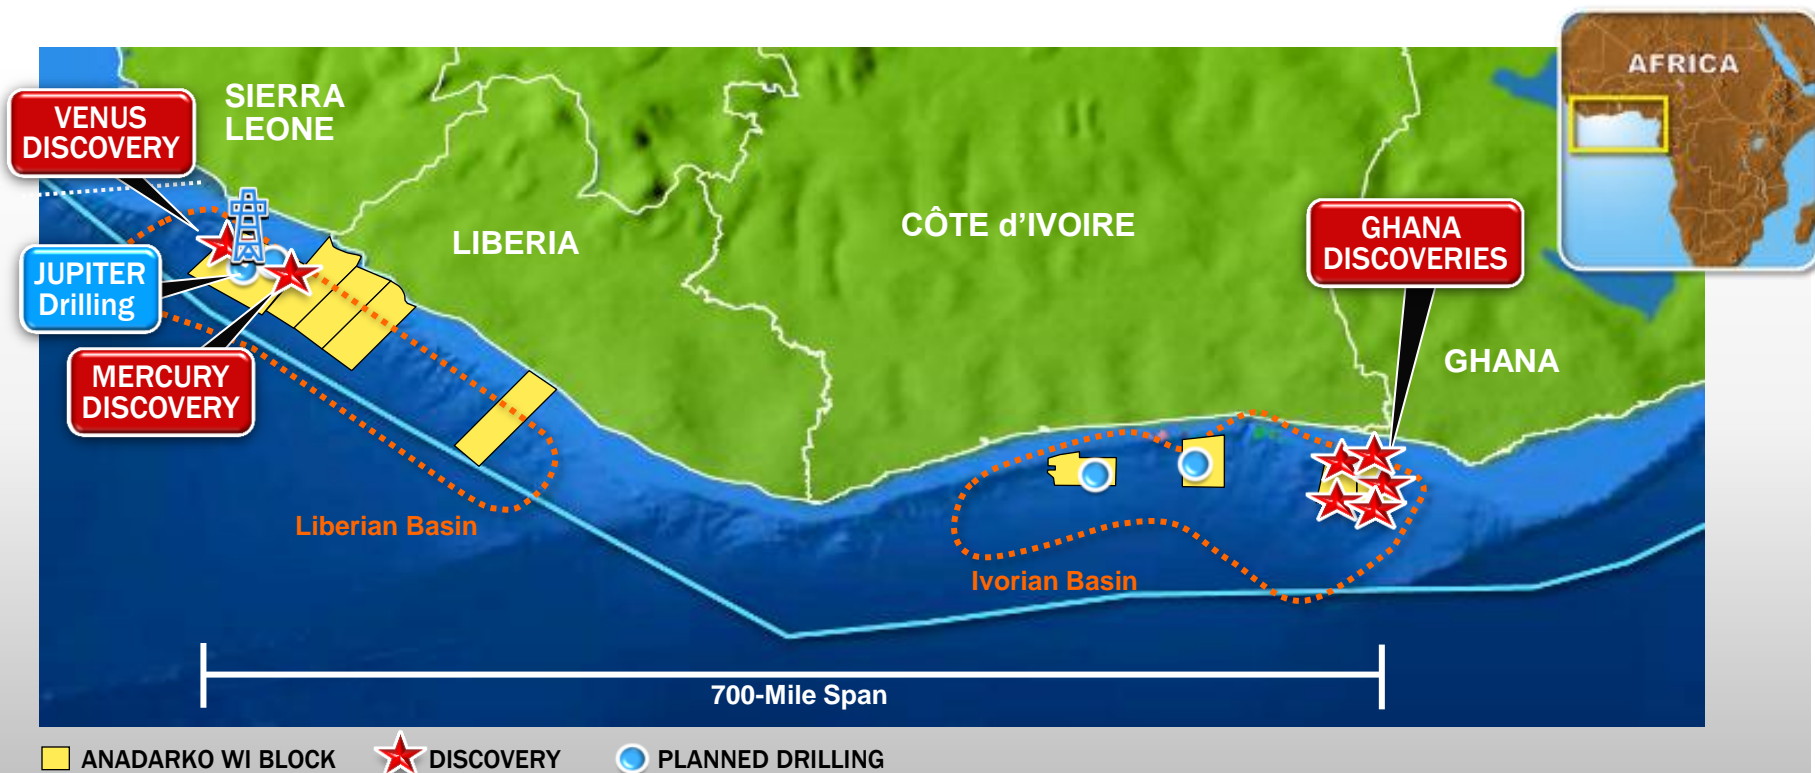 AFRICA
SIERRA
LEONE
VENUS
DISCOVERY
LIBERIA
CÔTE d'IVOIRE
GHANA
DISCOVERIES
JUPITER
Drilling
MERCURY
DISCOVERY
GHANA
Liberian Basin
Ivorian Basin
700-Mile Span
ANADARKO WI BLOCK
DISCOVERY
PLANNED DRILLING